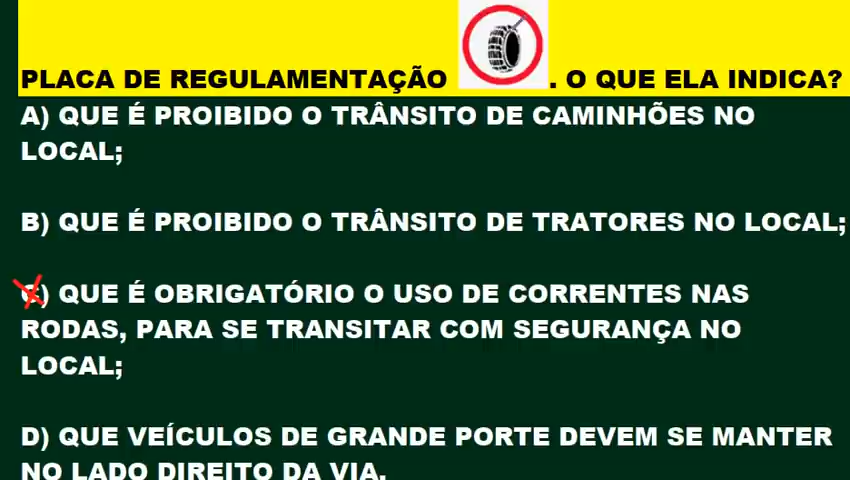 PLACA DE REGULAMENTAÇÃO . O QUE ELA INDICA?
A) QUE É PROIBIDO O TRÂNSITO DE CAMINHÕES NO
LOCAL;
B) QUE É PROIBIDO O TRÂNSITO DE TRATORES NO LOCAL;
C) QUE É OBRIGATÓRIO O USO DE CORRENTES NAS
RODAS, PARA SE TRANSITAR COM SEGURANÇA NO
LOCAL;
D) QUE VEÍCULOS DE GRANDE PORTE DEVEM SE MANTER
NO LADO DIREITO DA VIA.